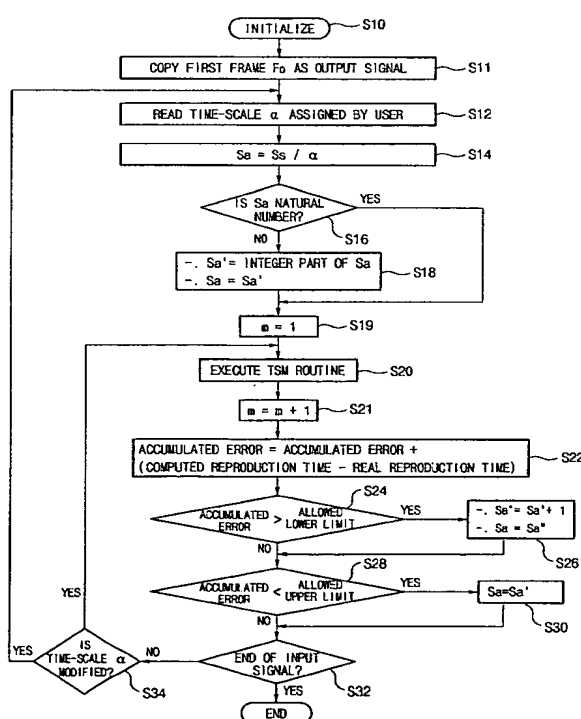 INITIALIZE
S10
COPY FIRST FRAME F0 AS OUTPUT SIGNAL
S11
READ TIME-SCALE α ASSIGNED BY USER
S12
Sa = Ss / α
S14
IS Sa NATURAL
NUMBER?
YES
NO
S16
-. Sa'= INTEGER PART OF Sa
-. Sa = Sa'
S18
m = 1
S19
EXECUTE TSM ROUTINE
S20
m = m + 1
S21
ACCUMULATED ERROR = ACCUMULATED ERROR +
(COMPUTED REPRODUCTION TIME - REAL REPRODUCTION TIME)
S22
S24
ACCUMULATED ERROR > ALLOWED LOWER LIMIT
YES
NO
-. Sa'= Sa'+ 1
-. Sa = Sa"
S26
S28
ACCUMULATED ERROR < ALLOWED UPPER LIMIT
YES
NO
Sa=Sa'
S30
END OF INPUT
SIGNAL?
S32
NO
YES
IS
TIME-SCALE α
MODIFIED?
YES
YES
S34
END